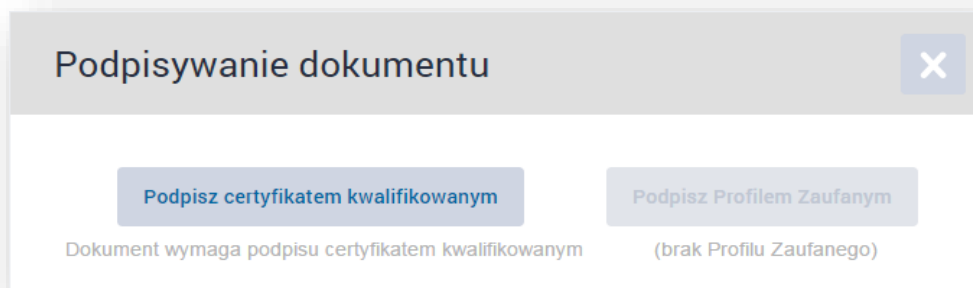 Podpisywanie dokumentu
Podpisz certyfikatem kwalifikowanym
Podpisz Profilem Zaufanym
Dokument wymaga podpisu certyfikatem kwalifikowanym
(brak Profilu Zaufanego)